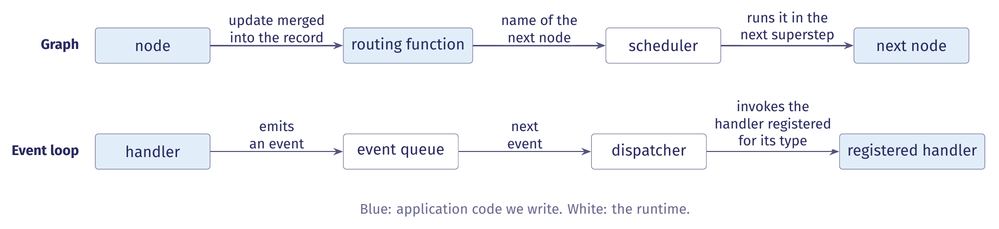 Graph
node
update merged
into the record
routing function
name of the
next node
scheduler
runs it in the
next superstep
next node
Event loop
handler
emits
an event
event queue
next
event
dispatcher
invokes the
handler registered
for its type
registered handler
Blue: application code we write. White: the runtime.